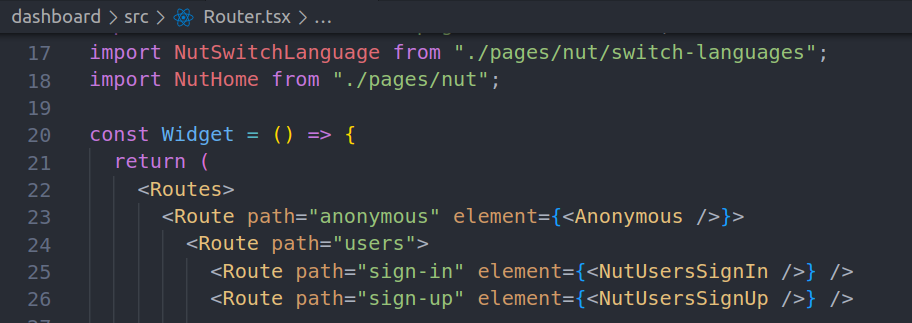 dashboard > src > Router.tsx > ...
17 import NutSwitchLanguage from "./pages/nut/switch-languages";
18 import NutHome from "./pages/nut";
19
20 const Widget = () => {
21 return (
22 <Routes>
23 <Route path="anonymous" element={<Anonymous />}>
24 <Route path="users">
25 <Route path="sign-in" element={<NutUsersSignIn />} />
26 <Route path="sign-up" element={<NutUsersSignUp />} />